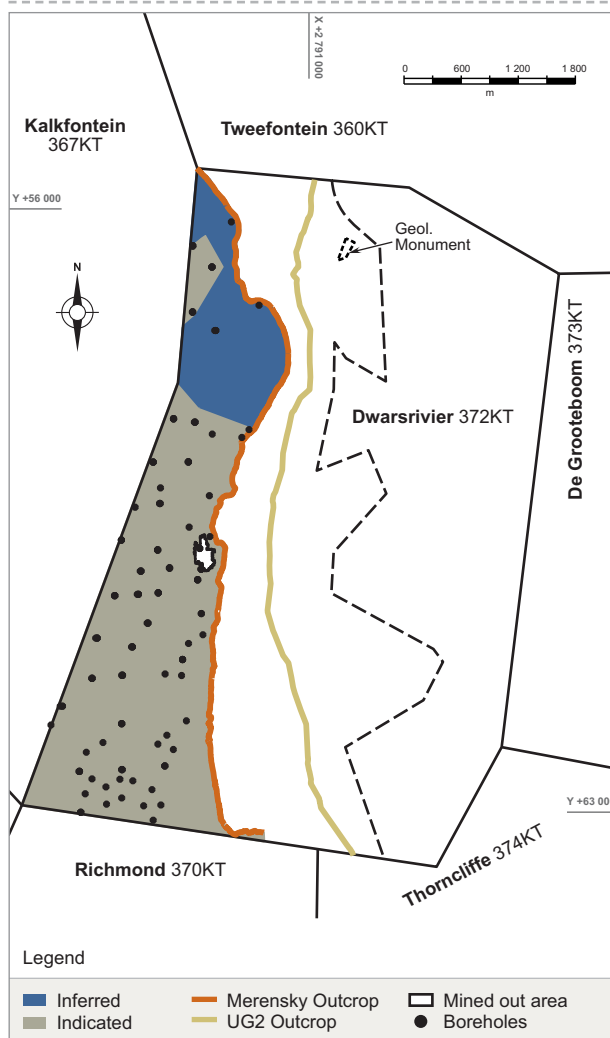 X +2 791 000
0 600 1 200 1 800
m
Kalkfontein
367KT
Tweefontein 360KT
Y +56 000
Geol.
Monument
N
De Grooteboom 373KT
Dwarsrivier 372KT
Y +63 00
Thorncliffe 374KT
Richmond 370KT
Legend
Inferred
Merensky Outcrop
Mined out area
Indicated
UG2 Outcrop
Boreholes